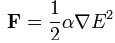 𝐅 = 1/2 α∇E²